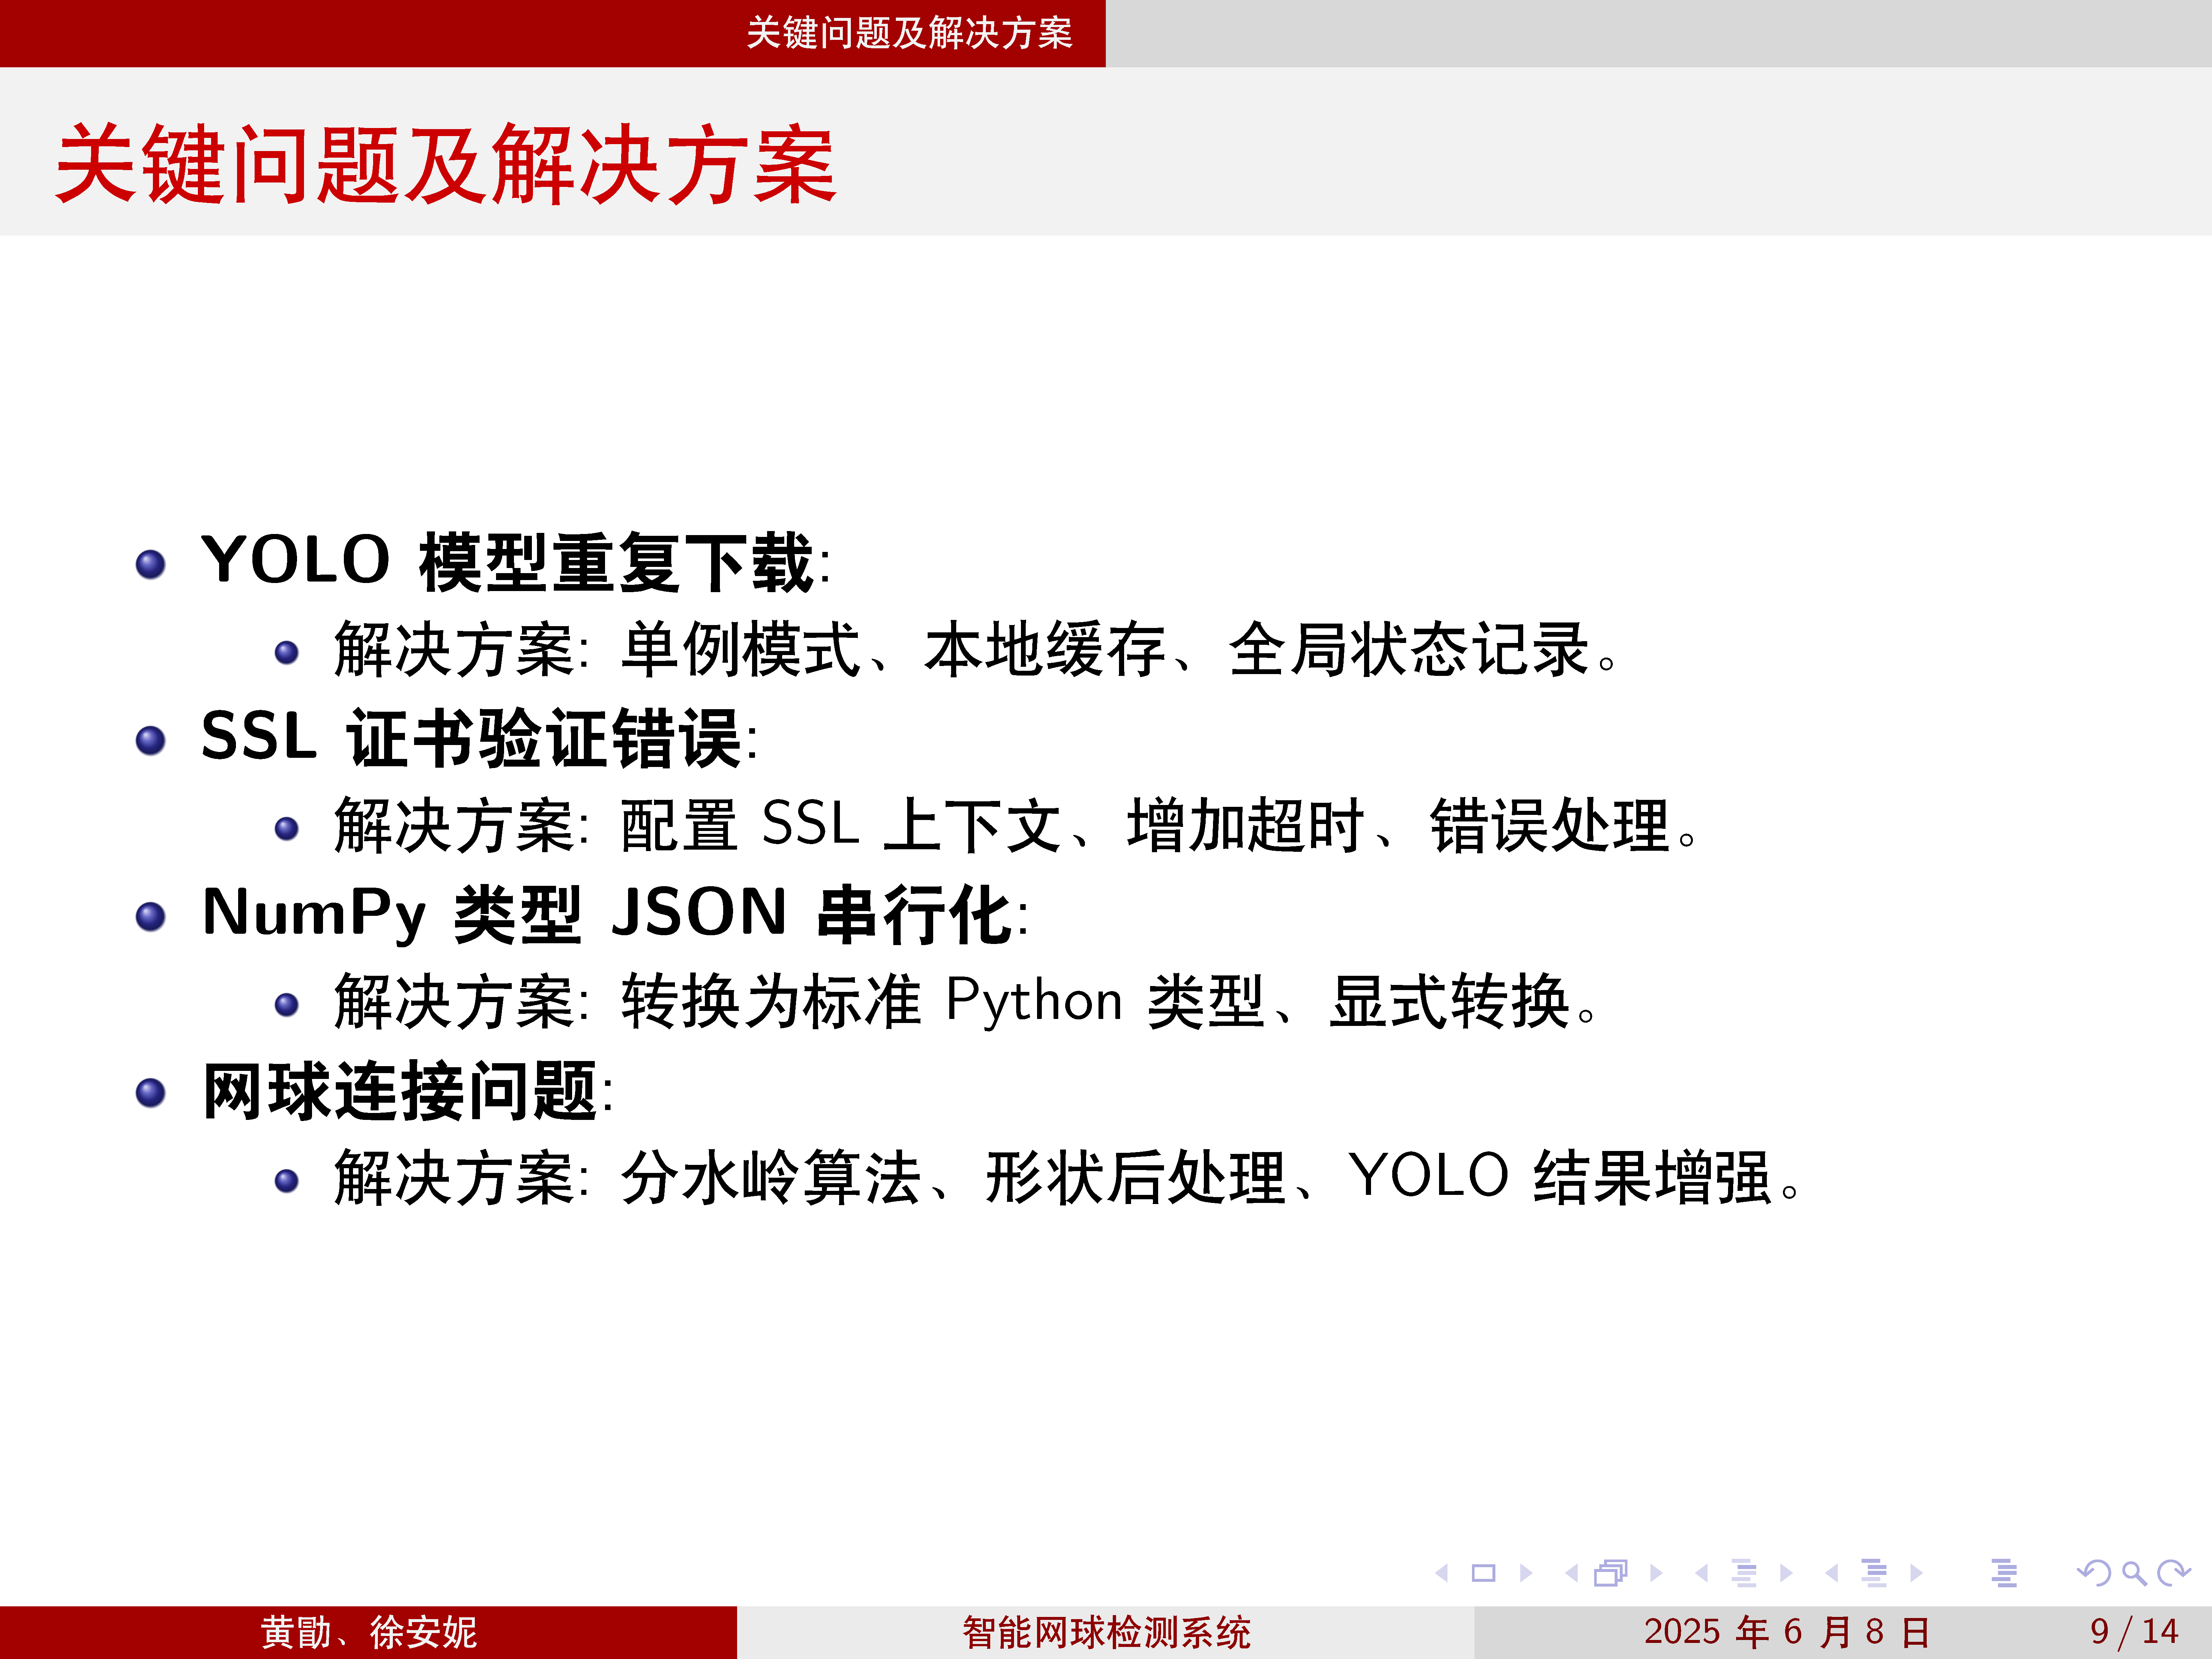 关键问题及解决方案
关键问题及解决方案
YOLO 模型重复下载:
解决方案: 单例模式、本地缓存、全局状态记录。
SSL 证书验证错误:
解决方案: 配置 SSL 上下文、增加超时、错误处理。
NumPy 类型 JSON 串行化:
解决方案: 转换为标准 Python 类型、显式转换。
网球连接问题:
解决方案: 分水岭算法、形状后处理、YOLO 结果增强。
黄勖、徐安妮 智能网球检测系统 2025 年 6 月 8 日 9 / 14